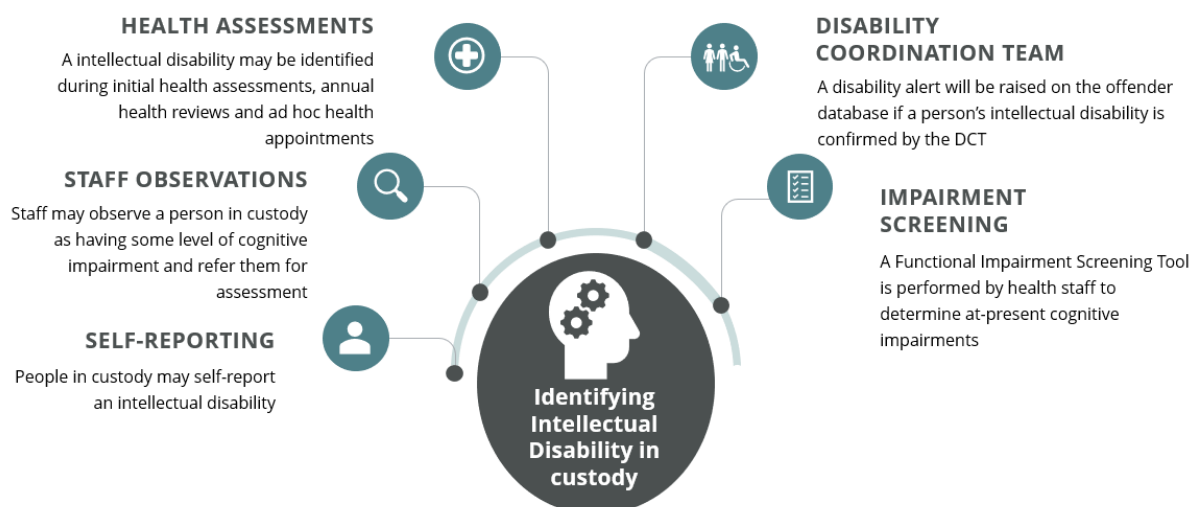 HEALTH ASSESSMENTS
A intellectual disability may be identified
during initial health assessments, annual
health reviews and ad hoc health
appointments
STAFF OBSERVATIONS
Staff may observe a person in custody
as having some level of cognitive
impairment and refer them for
assessment
SELF-REPORTING
People in custody may self-report
an intellectual disability
DISABILITY
COORDINATION TEAM
A disability alert will be raised on the offender
database if a person’s intellectual disability is
confirmed by the DCT
IMPAIRMENT
SCREENING
A Functional Impairment Screening Tool
is performed by health staff to
determine at-present cognitive
impairments
Identifying
Intellectual
Disability in
custody